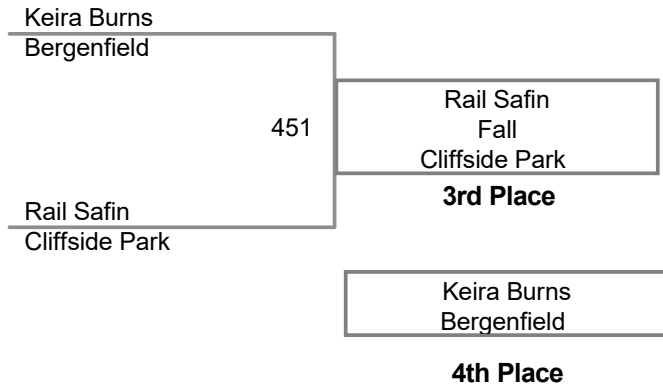 Keira Burns
Bergenfield
451
Rail Safin
Fall
Cliffside Park
3rd Place
Rail Safin
Cliffside Park
Keira Burns
Bergenfield
4th Place